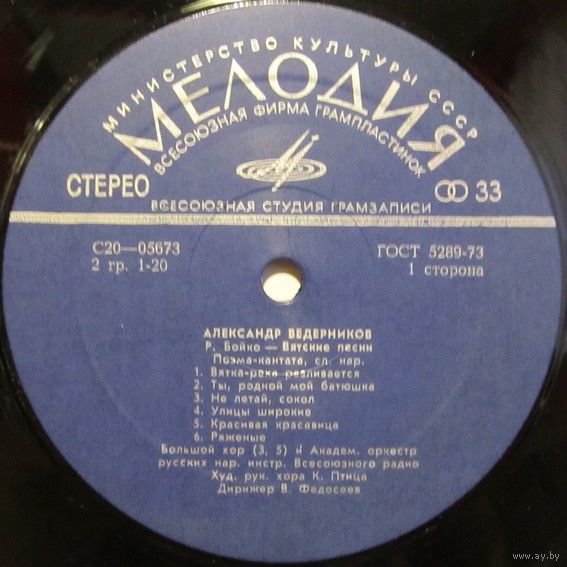 МИНИСТЕРСТВО КУЛЬТУРЫ СССР
МЕЛОДИЯ
ВСЕСОЮЗНАЯ ФИРМА ГРАМПЛАСТИНОК
СТЕРЕО
33
ВСЕСОЮЗНАЯ СТУДИЯ ГРАМЗАПИСИ
С20—05673
ГОСТ 5289-73
2 гр. 1-20
1 сторона
АЛЕКСАНДР ВЕДЕРНИКОВ
Р. Бойко — Вятские песни
Поэма-кантата, сл. нар.
1. Вятка-река разливается
2. Ты, родной мой батюшка
3. Не летай, сокол
4. Улицы широкие
5. Красивая красавица
6. Ряженые
Большой хор (3, 5) и Академ. оркестр
русских нар. инстр. Всесоюзного радио
Худ. рук. хора К. Птица
Дирижер В. Федосеев
www.ay.by